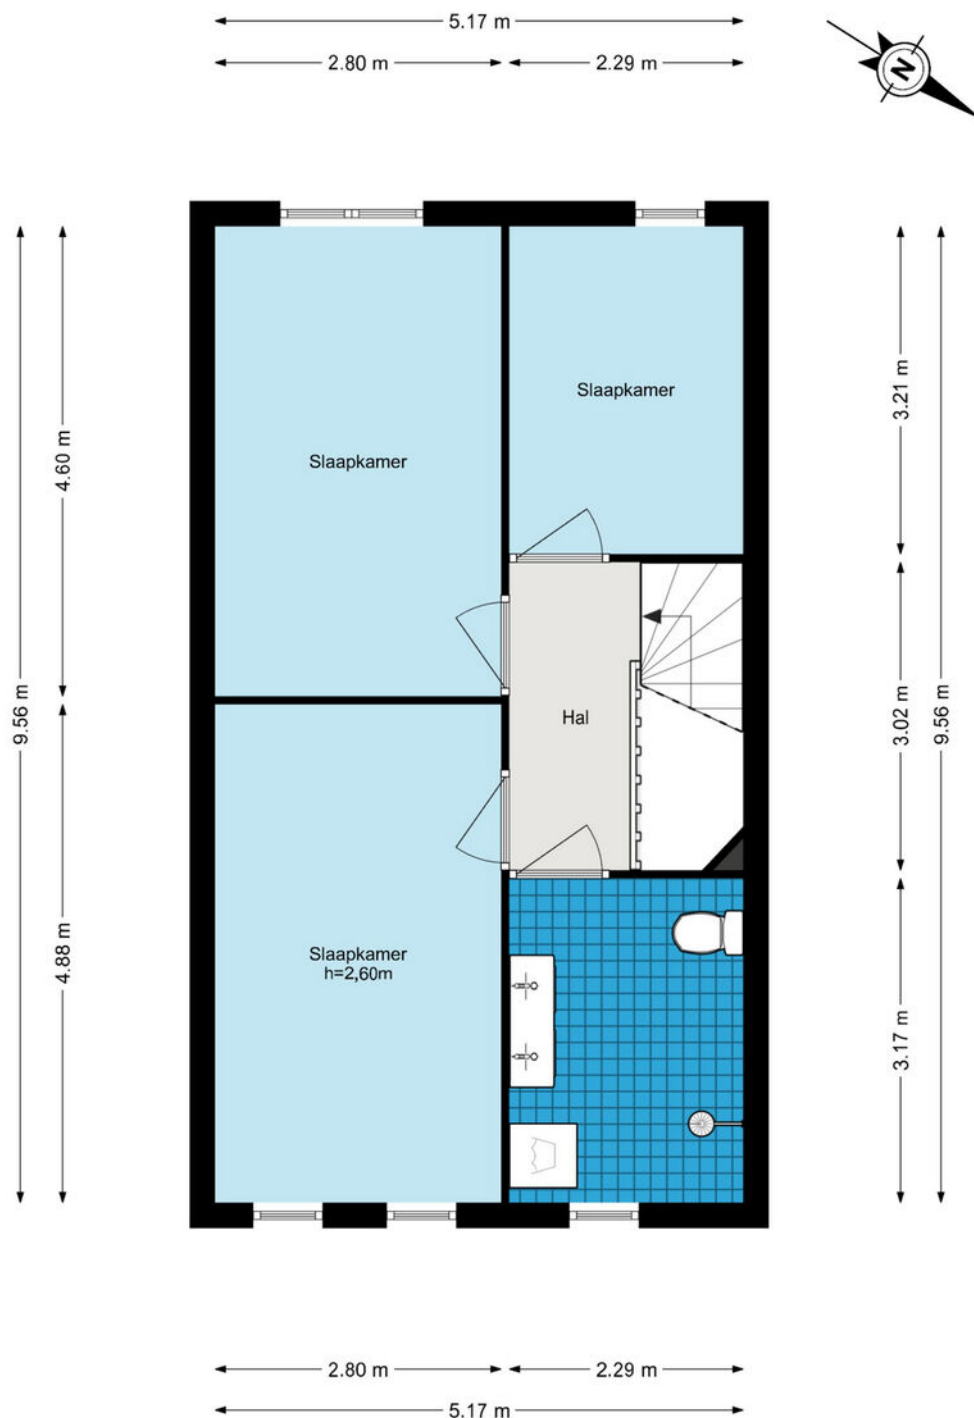 5.17 m
2.80 m
2.29 m
N
Slaapkamer
Slaapkamer
3.21 m
4.60 m
9.56 m
Hal
3.02 m
9.56 m
Slaapkamer
h=2,60m
4.88 m
3.17 m
2.80 m
2.29 m
5.17 m